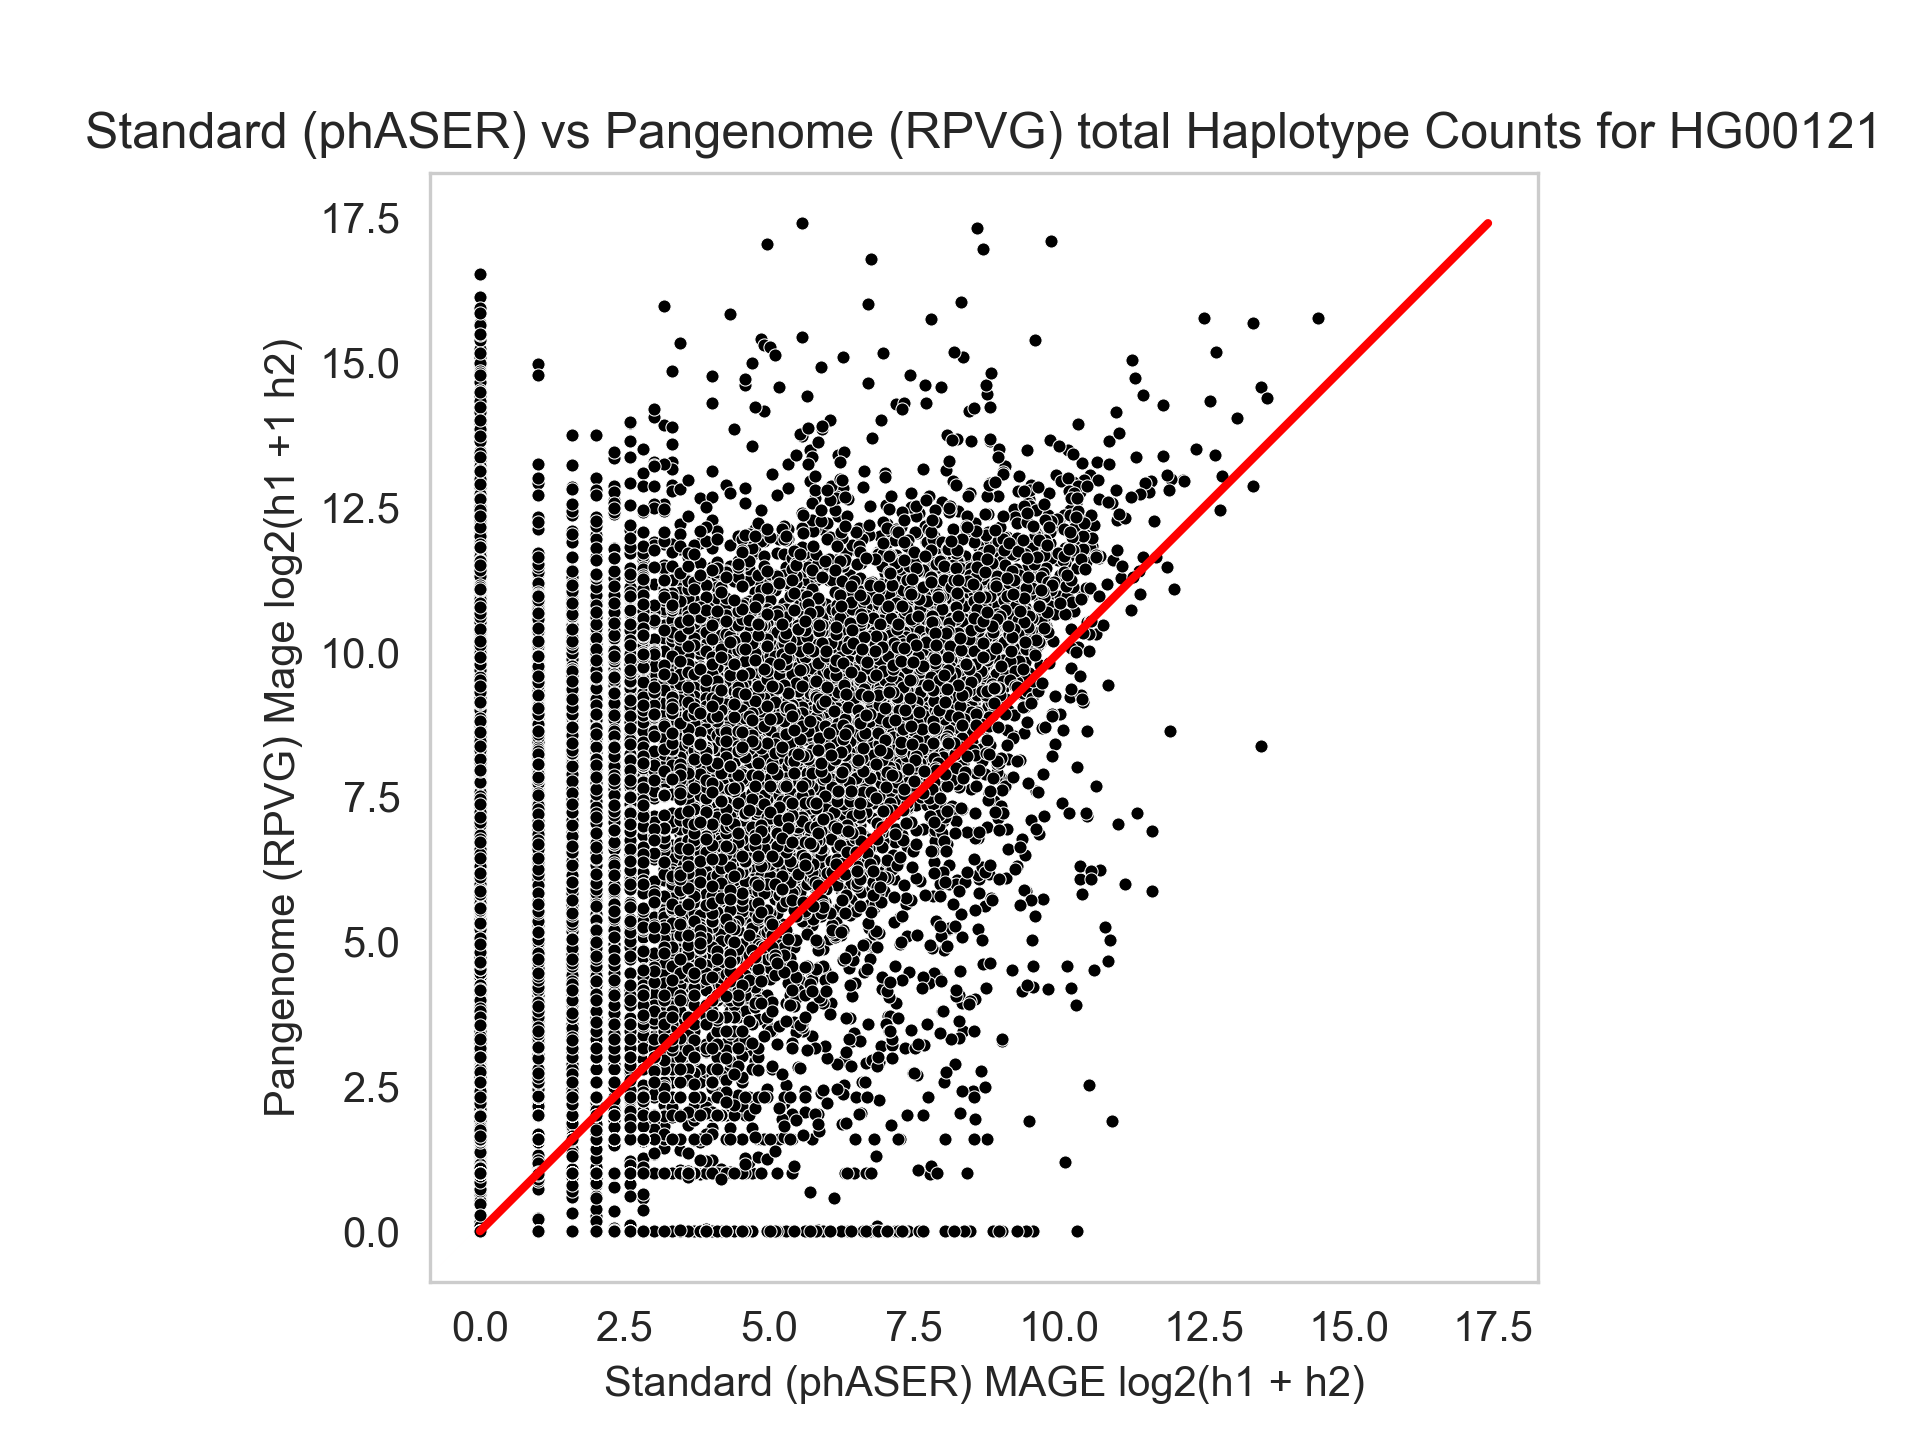 Standard (phASER) vs Pangenome (RPVG) total Haplotype Counts for HG00121
Pangenome (RPVG) Mage log2(h1 +1 h2)
17.5
15.0
12.5
10.0
7.5
5.0
2.5
0.0
0.0 2.5 5.0 7.5 10.0 12.5 15.0 17.5
Standard (phASER) MAGE log2(h1 + h2)